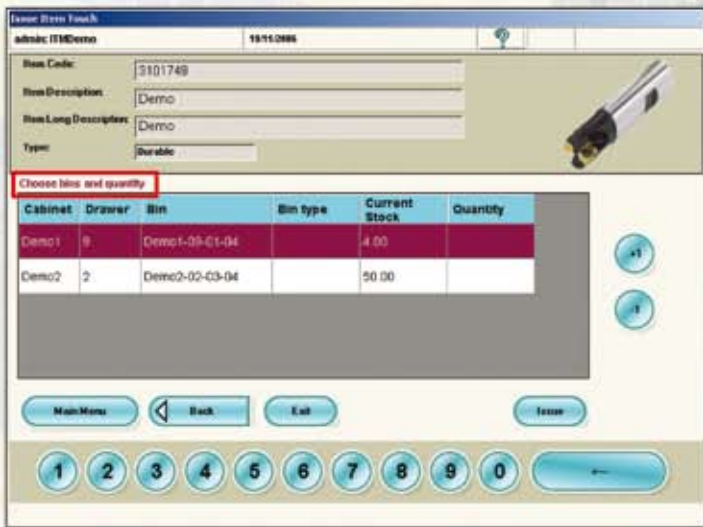 Issue Item Touch
admin: ITMDemo 19/11/2006
Item Code: 3101749
Item Description Demo
Item Long Description: Demo
Type: Durable
Choose bins and quantity
Cabinet Drawer Bin Bin type Current Stock Quantity
Demo1 9 Demo1-09-01-04 4.00
Demo2 2 Demo2-02-03-04 50.00
+1
-1
Main Menu Back Exit Issue
1 2 3 4 5 6 7 8 9 0 ←